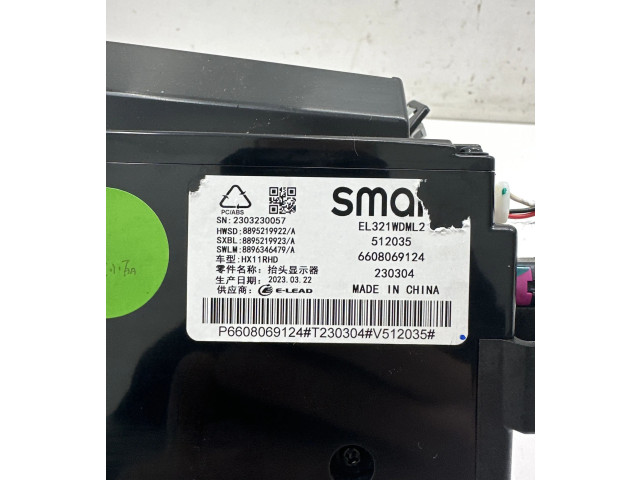 PC/ABS
SN: 2303230057
HWSD: 8895219922/A
SXBL: 8895219923/A
SWLM: 8896346479/A
车型: HX11RHD
零件名称: 抬头显示器
生产日期: 2023.03.22
供应商: E-LEAD
smar
EL321WDML2
512035
6608069124
230304
MADE IN CHINA
P6608069124#T230304#V512035#